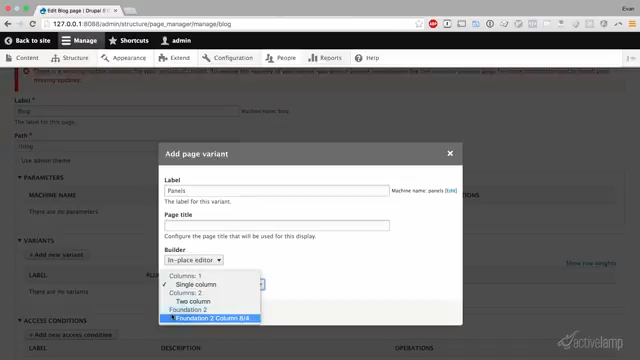 Edit Blog page | Drupal 8
Evan
127.0.0.1:8088/admin/structure/page_manager/manage/blog
Back to site
Manage
Shortcuts
admin
Content
Structure
Appearance
Extend
Configuration
People
Reports
Help
missing updates.
Label *
Blog
Machine name: blog
The label for this page.
Path *
/blog
Use admin theme
PARAMETERS
MACHINE NAME
There are no parameters
VARIANTS
+ Add new variant
Show row weights
LABEL
There are no variants
ACCESS CONDITIONS
+ Add new access condition
LABEL
DESCRIPTION
OPERATIONS
Add page variant
Label
Panels
Machine name: panels [Edit]
The label for this variant.
Page title
Configure the page title that will be used for this display.
Builder
In-place editor
Columns: 1
✓ Single column
Columns: 2
Two column
Foundation 2
Foundation 2 Column 8/4
activelamp